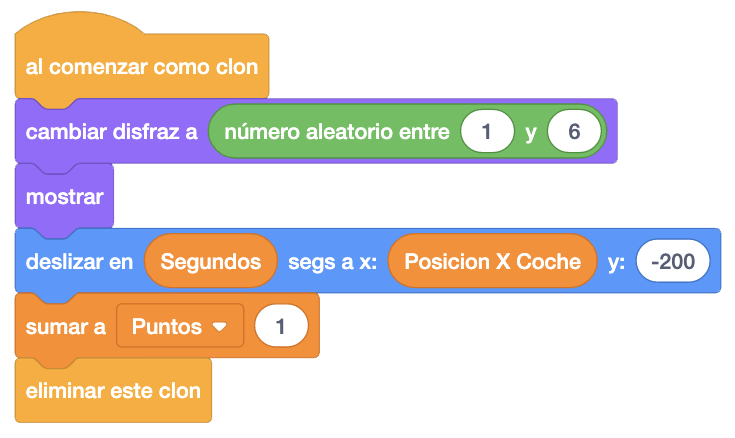 al comenzar como clon
cambiar disfraz a número aleatorio entre 1 y 6
mostrar
deslizar en Segundos segs a x: Posicion X Coche y: -200
sumar a Puntos 1
eliminar este clon